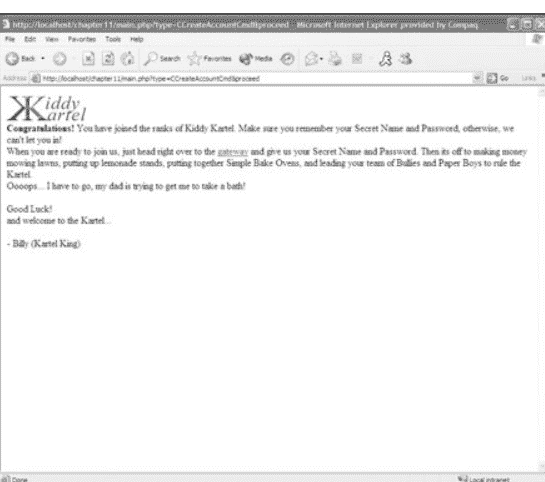 http://localhost/chapter11/main.php?type=CCreateAccountCmd&proceed - Microsoft Internet Explorer provided by Compaq
File Edit View Favorites Tools Help
Back Search Favorites Media
Address http://localhost/chapter11/main.php?type=CCreateAccountCmd&proceed Go Links
Kiddy
Kartel
Congratulations! You have joined the ranks of Kiddy Kartel. Make sure you remember your Secret Name and Password, otherwise, we
can't let you in!
When you are ready to join us, just head right over to the gateway and give us your Secret Name and Password. Then its off to making money
mowing lawns, putting up lemonade stands, putting together Simple Bake Ovens, and leading your team of Bullies and Paper Boys to rule the
Kartel.
Oooops... I have to go, my dad is trying to get me to take a bath!
Good Luck!
and welcome to the Kartel...
- Billy (Kartel King)
Done Local intranet